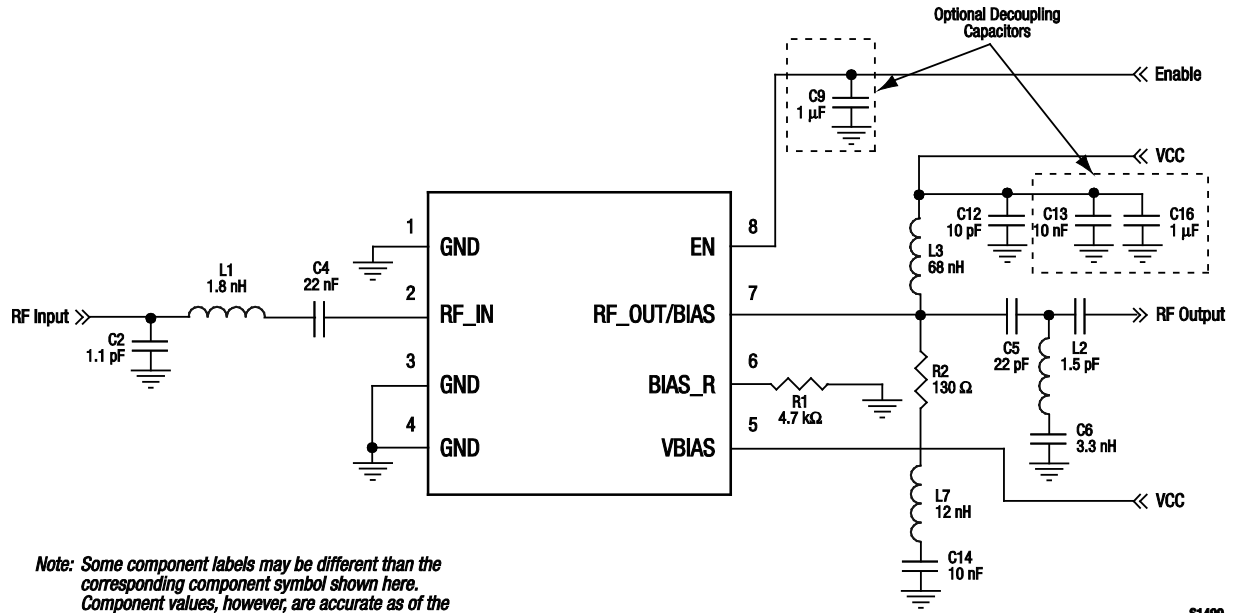 Optional Decoupling
Capacitors
Enable
C9
1 µF
VCC
C12
10 pF
C13
10 nF
C16
1 µF
L3
68 nH
1
GND
8
EN
L1
1.8 nH
C4
22 nF
2
RF_IN
7
RF_OUT/BIAS
RF Input
RF Output
C2
1.1 pF
C5
22 pF
L2
1.5 pF
3
GND
6
BIAS_R
R1
4.7 kΩ
R2
130 Ω
4
GND
5
VBIAS
C6
3.3 nH
VCC
L7
12 nH
C14
10 nF
Note: Some component labels may be different than the
corresponding component symbol shown here.
Component values, however, are accurate as of the